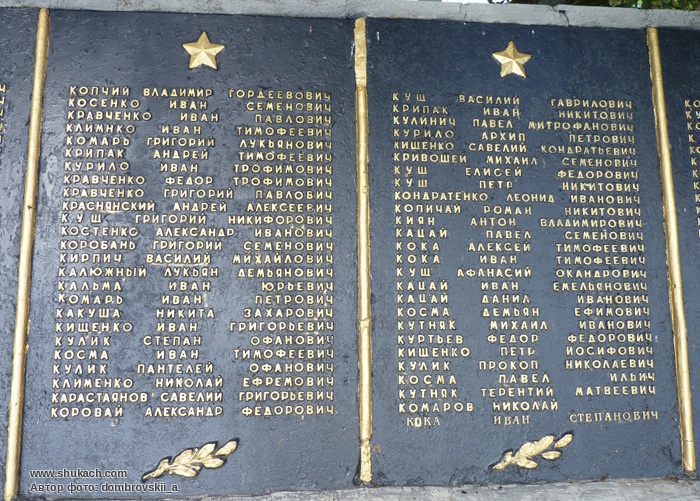 КОПЧИЙ ВЛАДИМИР ГОРДЕЕВОВИЧ
КОСЕНКО ИВАН СЕМЕНОВИЧ
КРАВЧЕНКО ИВАН ПАВЛОВИЧ
КЛИМНКО ИВАН ТИМОФЕЕВИЧ
КОМАРЬ ГРИГОРИЙ ЛУКЬЯНОВИЧ
КРИПАК АНДРЕЙ ТИМОФЕЕВИЧ
КУРИЛО ИВАН ТРОФИМОВИЧ
КРАВЧЕНКО ФЕДОР ТРОФИМОВИЧ
КРАВЧЕНКО ГРИГОРИЙ ПАВЛОВИЧ
КРАСНЯНСКИЙ АНДРЕЙ АЛЕКСЕЕВИЧ
КУЩ ГРИГОРИЙ НИКИФОРОВИЧ
КОСТЕНКО АЛЕКСАНДР ИВАНОВИЧ
КОРОБАНЬ ГРИГОРИЙ СЕМЕНОВИЧ
КИРПИЧ ВАСИЛИЙ МИХАЙЛОВИЧ
КАЛЮЖНЫЙ ЛУКЬЯН ДЕМЬЯНОВИЧ
КАЛЬМА ИВАН ЮРЬЕВИЧ
КОМАРЬ ИВАН ПЕТРОВИЧ
КАКУША НИКИТА ЗАХАРОВИЧ
КИЩЕНКО ИВАН ГРИГОРЬЕВИЧ
КУЛИК СТЕПАН ОФАНОВИЧ
КОСМА ИВАН ТИМОФЕЕВИЧ
КУЛИК ПАНТЕЛЕЙ ОФАНОВИЧ
КЛИМЕНКО НИКОЛАЙ ЕФРЕМОВИЧ
КАРАСТАЯНОВ САВЕЛИЙ ГРИГОРЬЕВИЧ
КОРОВАЙ АЛЕКСАНДР ФЕДОРОВИЧ
КУЩ ВАСИЛИЙ ГАВРИЛОВИЧ
КРИПАК ИВАН НИКИТОВИЧ
КУЛИНИЧ ПАВЕЛ МИТРОФАНОВИЧ
КУРИЛО АРХИП ПЕТРОВИЧ
КИЩЕНКО САВЕЛИЙ КОНДРАТЬЕВИЧ
КРИВОШЕЙ МИХАИЛ СЕМЕНОВИЧ
КУЩ ЕЛИСЕЙ ФЕДОРОВИЧ
КУЩ ПЕТР НИКИТОВИЧ
КОНДРАТЕНКО ЛЕОНИД ИВАНОВИЧ
КОПИЧАЙ РОМАН НИКИТОВИЧ
КИЯН АНТОН ВЛАДИМИРОВИЧ
КАЦАЙ ПАВЕЛ СЕМЕНОВИЧ
КОКА АЛЕКСЕЙ ТИМОФЕЕВИЧ
КОКА ИВАН ТИМОФЕЕВИЧ
КУЩ АФАНАСИЙ ОКАНДРОВИЧ
КАЦАЙ ИВАН ЕМЕЛЬЯНОВИЧ
КАЦАЙ ДАНИЛ ИВАНОВИЧ
КОСМА ДЕМЬЯН ЕФИМОВИЧ
КУТНЯК МИХАИЛ ИВАНОВИЧ
КУРТЬЕВ ФЕДОР ФЕДОРОВИЧ
КИЩЕНКО ПЕТР ИОСИФОВИЧ
КУЛИК ПРОКОП НИКОЛАЕВИЧ
КОСМА ПАВЕЛ ИЛЬИЧ
КУТНЯК ТЕРЕНТИЙ МАТВЕЕВИЧ
КОМАРОВ НИКОЛАЙ
КОКА ИВАН СТЕПАНОВИЧ
www.shukach.com
Автор фото: dombrovskii_a